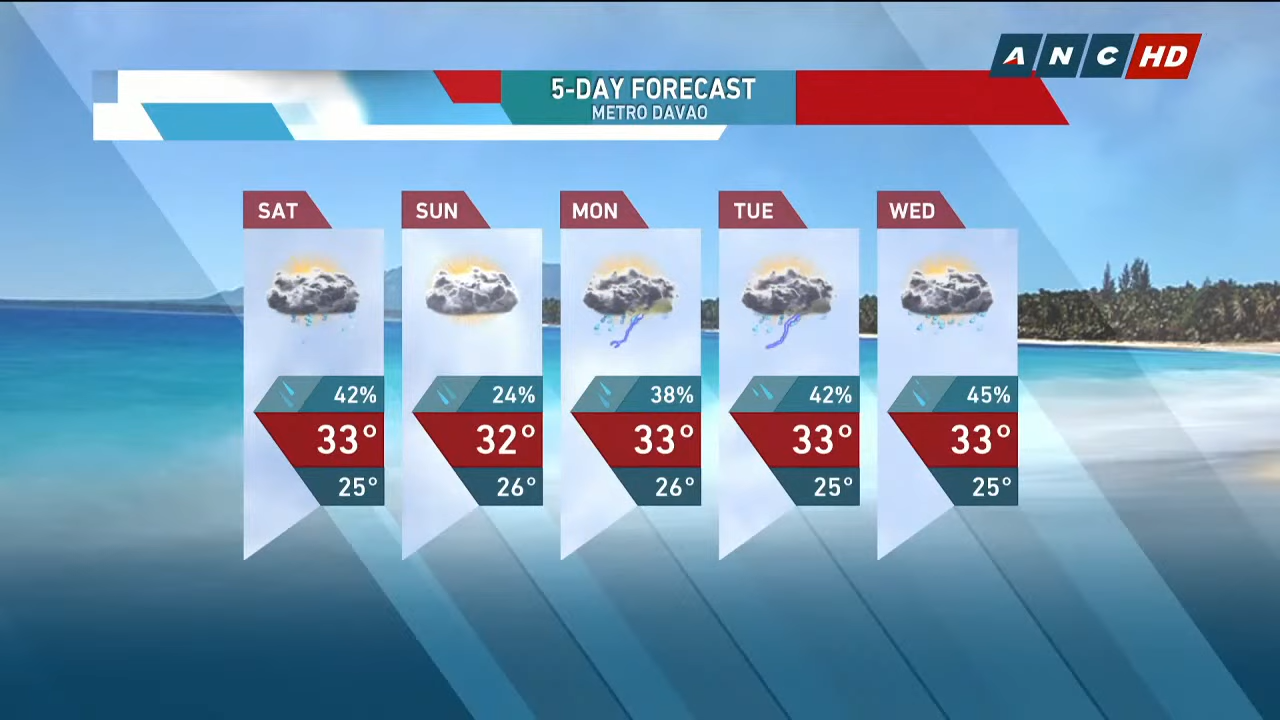 ANC HD
5-DAY FORECAST
METRO DAVAO
SAT
42%
33°
25°
SUN
24%
32°
26°
MON
38%
33°
26°
TUE
42%
33°
25°
WED
45%
33°
25°